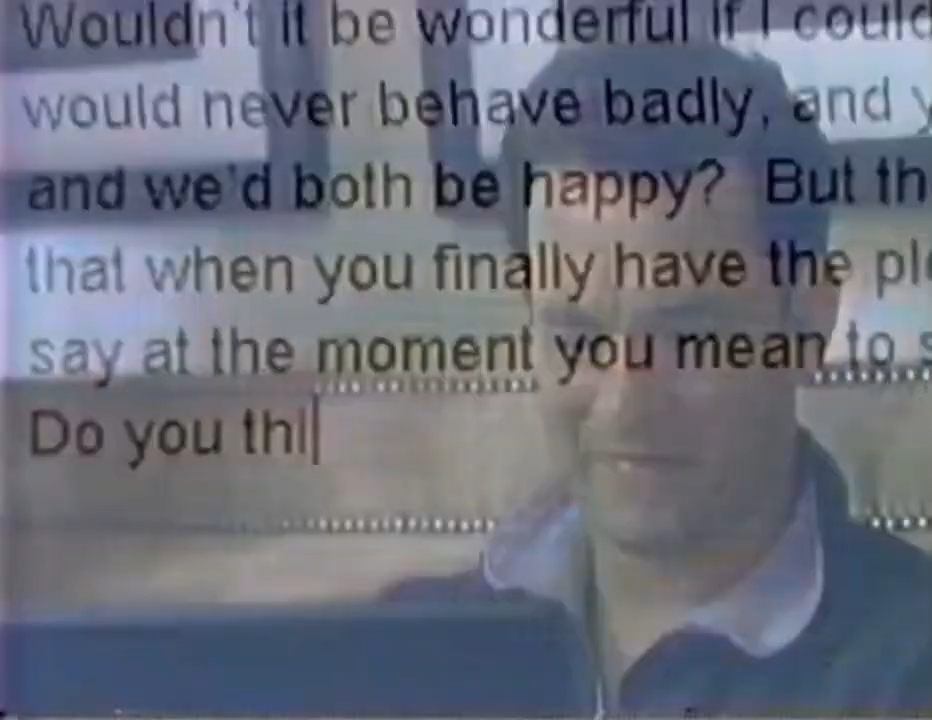 Wouldn't it be wonderful if I could
would never behave badly, and y
and we'd both be happy?  But th
that when you finally have the ple
say at the moment you mean to s
Do you thi